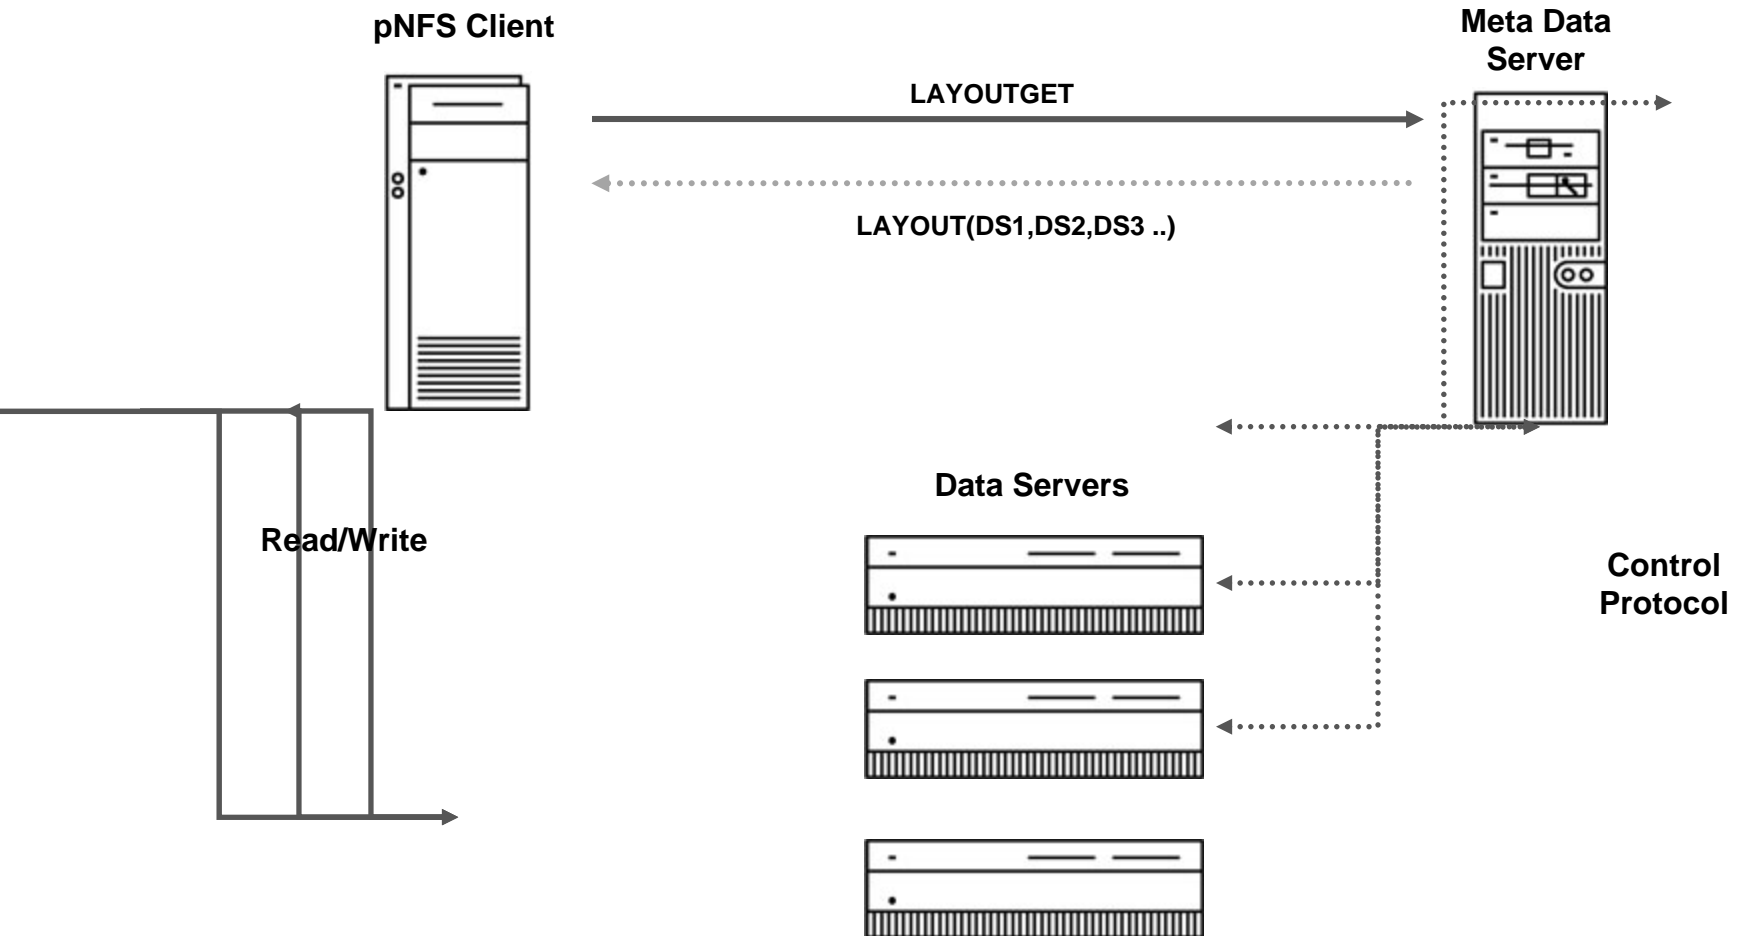 pNFS Client
Meta Data
Server
LAYOUTGET
LAYOUT(DS1,DS2,DS3 ..)
Data Servers
Read/Write
Control
Protocol